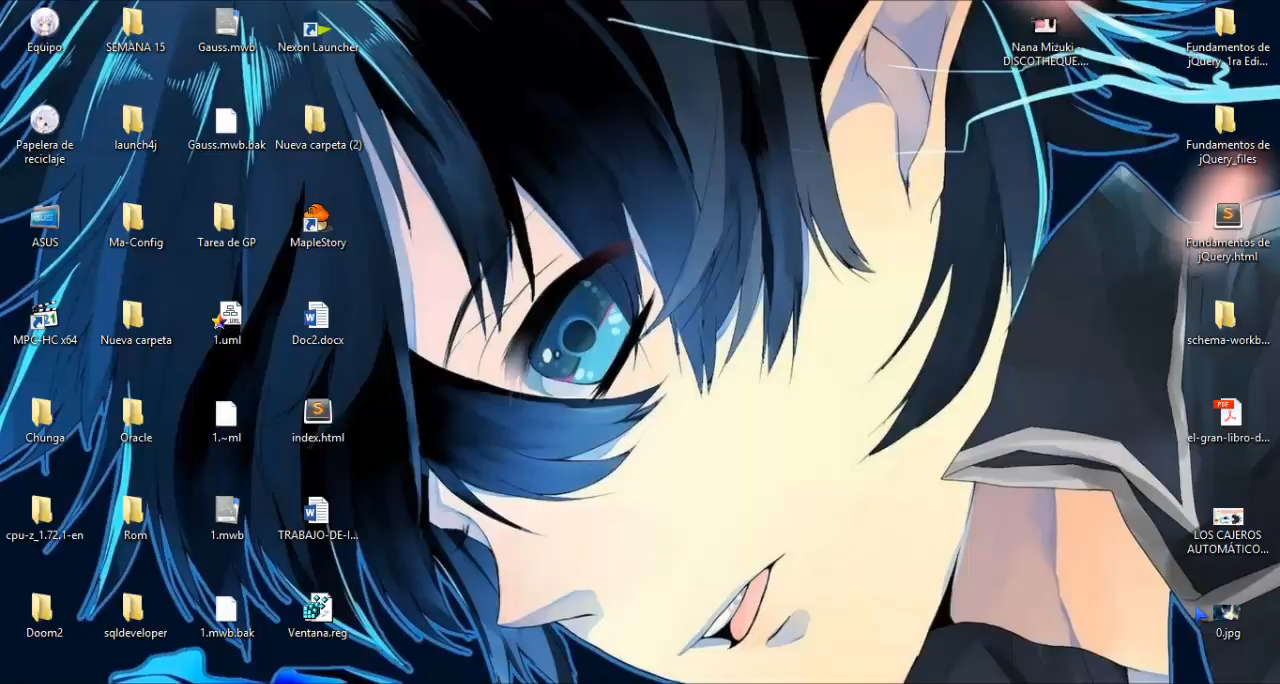 Equipo
SEMANA 15
Gauss.mwb
Nexon Launcher
Nana Mizuki -
DISCOTHEQUE....
Fundamentos de
jQuery_1ra Edi...
Papelera de
reciclaje
launch4j
Gauss.mwb.bak
Nueva carpeta (2)
Fundamentos de
jQuery_files
ASUS
Ma-Config
Tarea de GP
MapleStory
Fundamentos de
jQuery.html
MPC-HC x64
Nueva carpeta
1.uml
Doc2.docx
schema-workb...
Chunga
Oracle
1.~ml
index.html
el-gran-libro-d...
cpu-z_1.72.1-en
Rom
1.mwb
TRABAJO-DE-I...
LOS CAJEROS
AUTOMÁTICO...
Doom2
sqldeveloper
1.mwb.bak
Ventana.reg
0.jpg